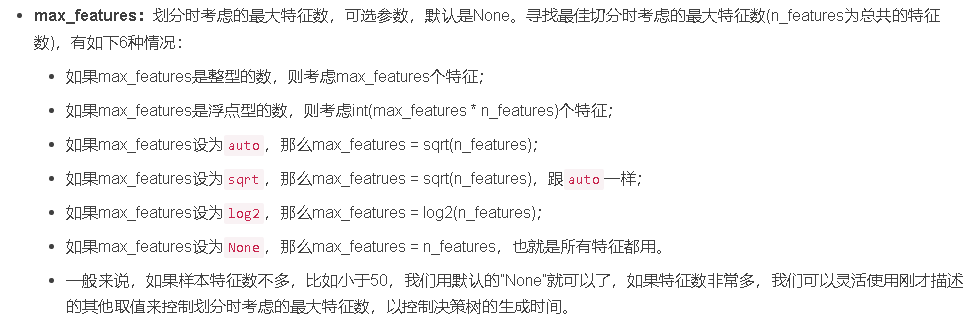 max_features：划分时考虑的最大特征数，可选参数，默认是None。寻找最佳切分时考虑的最大特征数(n_features为总共的特征
数)，有如下6种情况：
如果max_features是整型的数，则考虑max_features个特征；
如果max_features是浮点型的数，则考虑int(max_features * n_features)个特征；
如果max_features设为 auto ，那么max_features = sqrt(n_features)；
如果max_features设为 sqrt ，那么max_featrues = sqrt(n_features)，跟 auto 一样；
如果max_features设为 log2 ，那么max_features = log2(n_features)；
如果max_features设为 None ，那么max_features = n_features，也就是所有特征都用。
一般来说，如果样本特征数不多，比如小于50，我们用默认的"None"就可以了，如果特征数非常多，我们可以灵活使用刚才描述
的其他取值来控制划分时考虑的最大特征数，以控制决策树的生成时间。